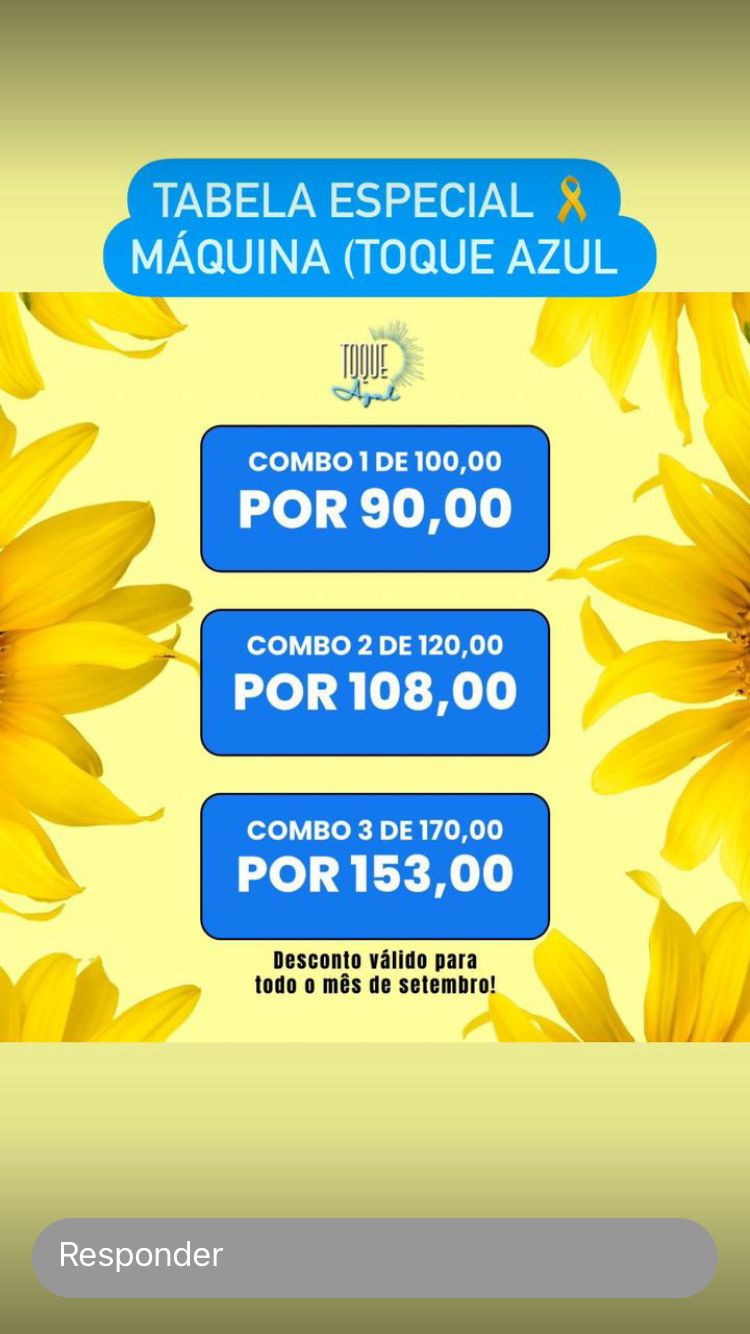 TABELA ESPECIAL 🎗
MÁQUINA (TOQUE AZUL
TOQUE
Azul
COMBO 1 DE 100,00
POR 90,00
COMBO 2 DE 120,00
POR 108,00
COMBO 3 DE 170,00
POR 153,00
Desconto válido para
todo o mês de setembro!
Responder